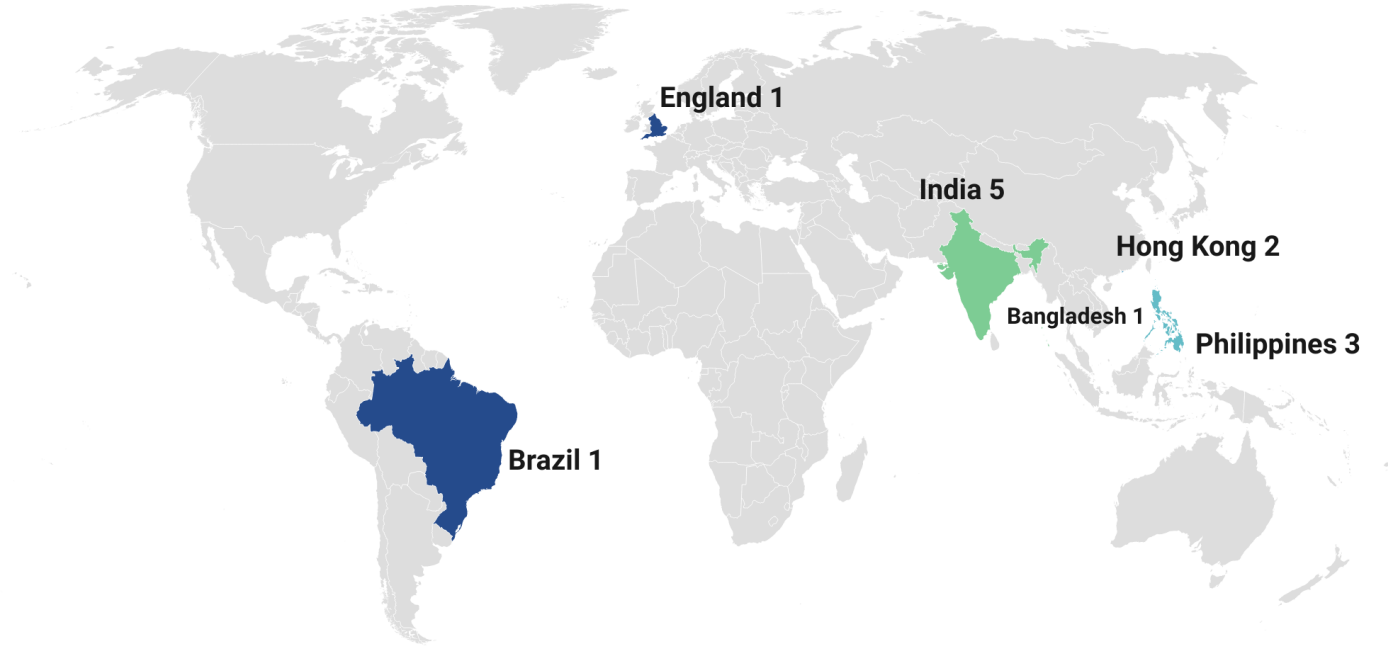 England 1
India 5
Hong Kong 2
Bangladesh 1
Philippines 3
Brazil 1